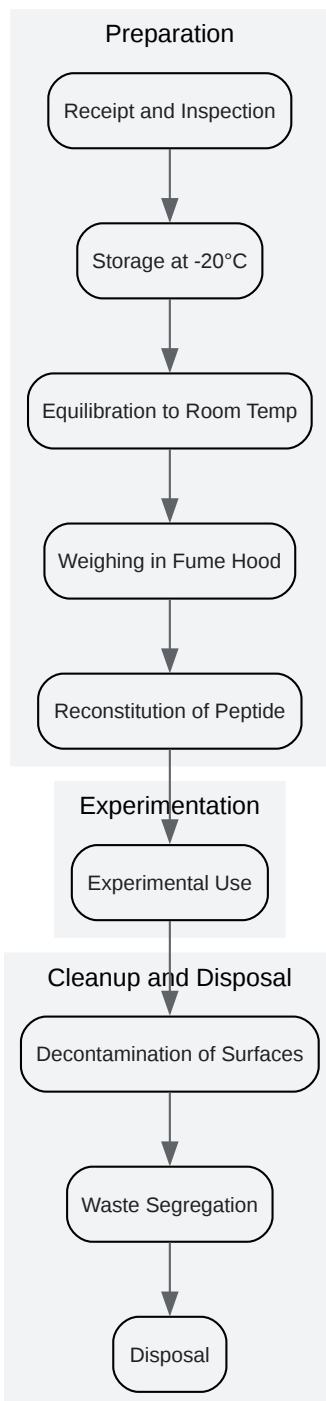 Preparation
Receipt and Inspection
Storage at -20°C
Equilibration to Room Temp
Weighing in Fume Hood
Reconstitution of Peptide
Experimentation
Experimental Use
Cleanup and Disposal
Decontamination of Surfaces
Waste Segregation
Disposal